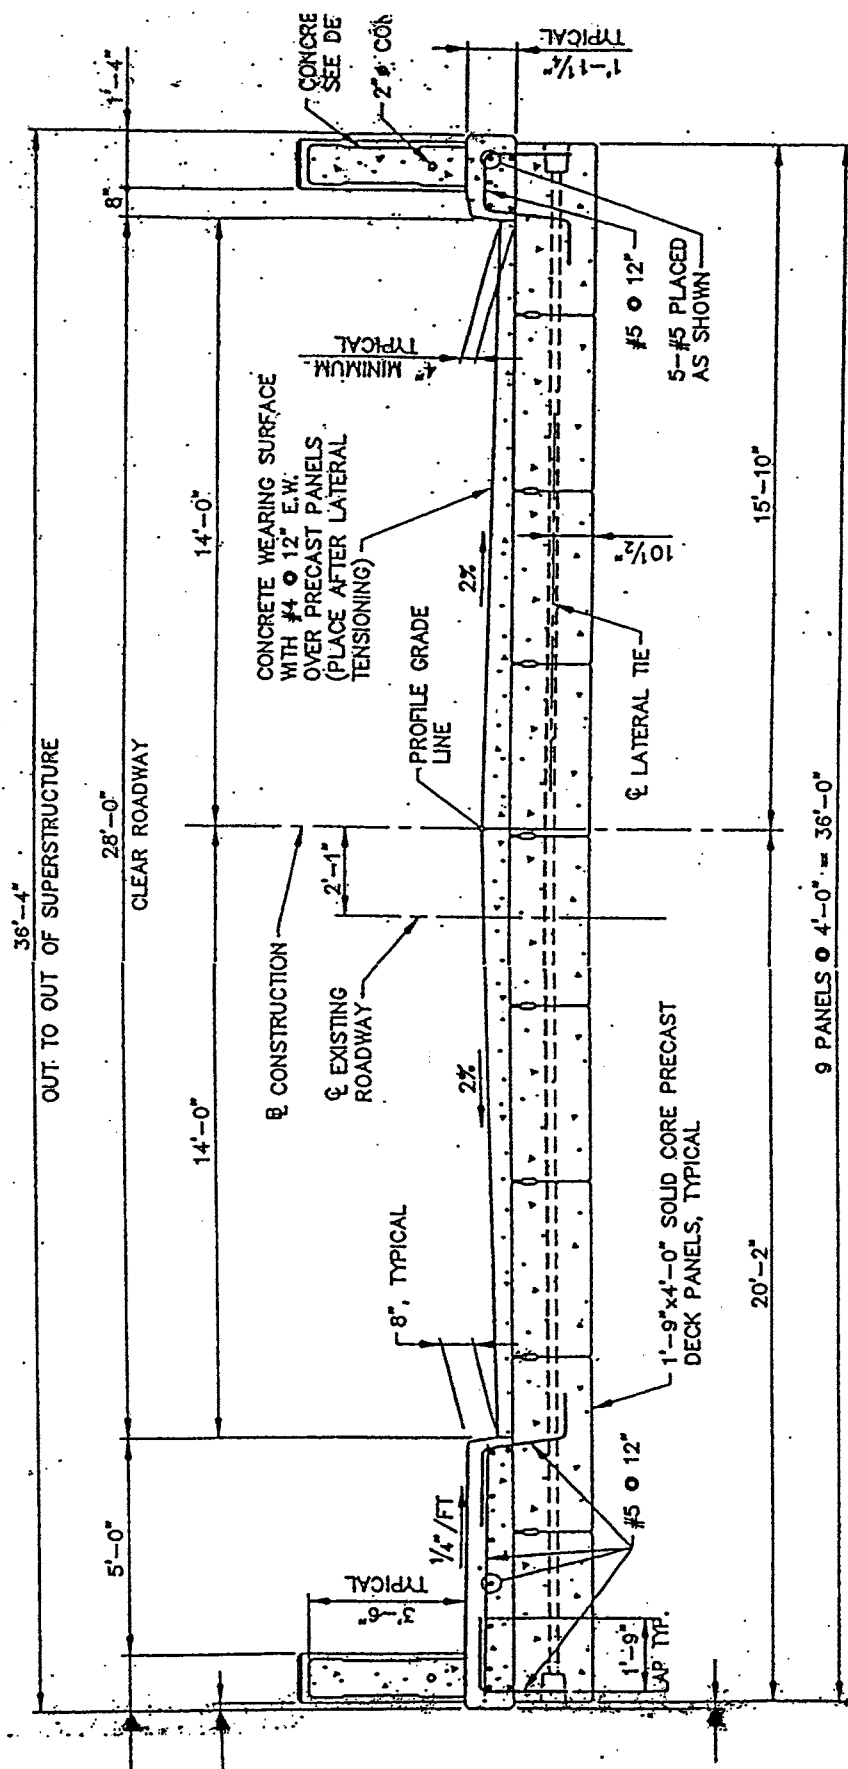 36'-4"
OUT TO OUT OF SUPERSTRUCTURE
28'-0"
CLEAR ROADWAY
5'-0"
14'-0"
14'-0"
8"
1'-4"
3'-6"
TYPICAL
8", TYPICAL
℄ EXISTING
ROADWAY
2'-1"
CONSTRUCTION
CONCRETE WEARING SURFACE
WITH #4 @ 12" E.W.
OVER PRECAST PANELS
(PLACE AFTER LATERAL
TENSIONING)
4"
MINIMUM
TYPICAL
CONCRE
SEE DE
2"ø CON
PROFILE GRADE
LINE
1/4"/FT
2%
2%
1'-1 1/4"
TYPICAL
1'-9"
LAP TYP.
#5 @ 12"
1'-9"x4'-0" SOLID CORE PRECAST
DECK PANELS, TYPICAL
℄ LATERAL TIE
10 1/2"
#5 @ 12"
5-#5 PLACED
AS SHOWN
20'-2"
15'-10"
9 PANELS @ 4'-0" = 36'-0"